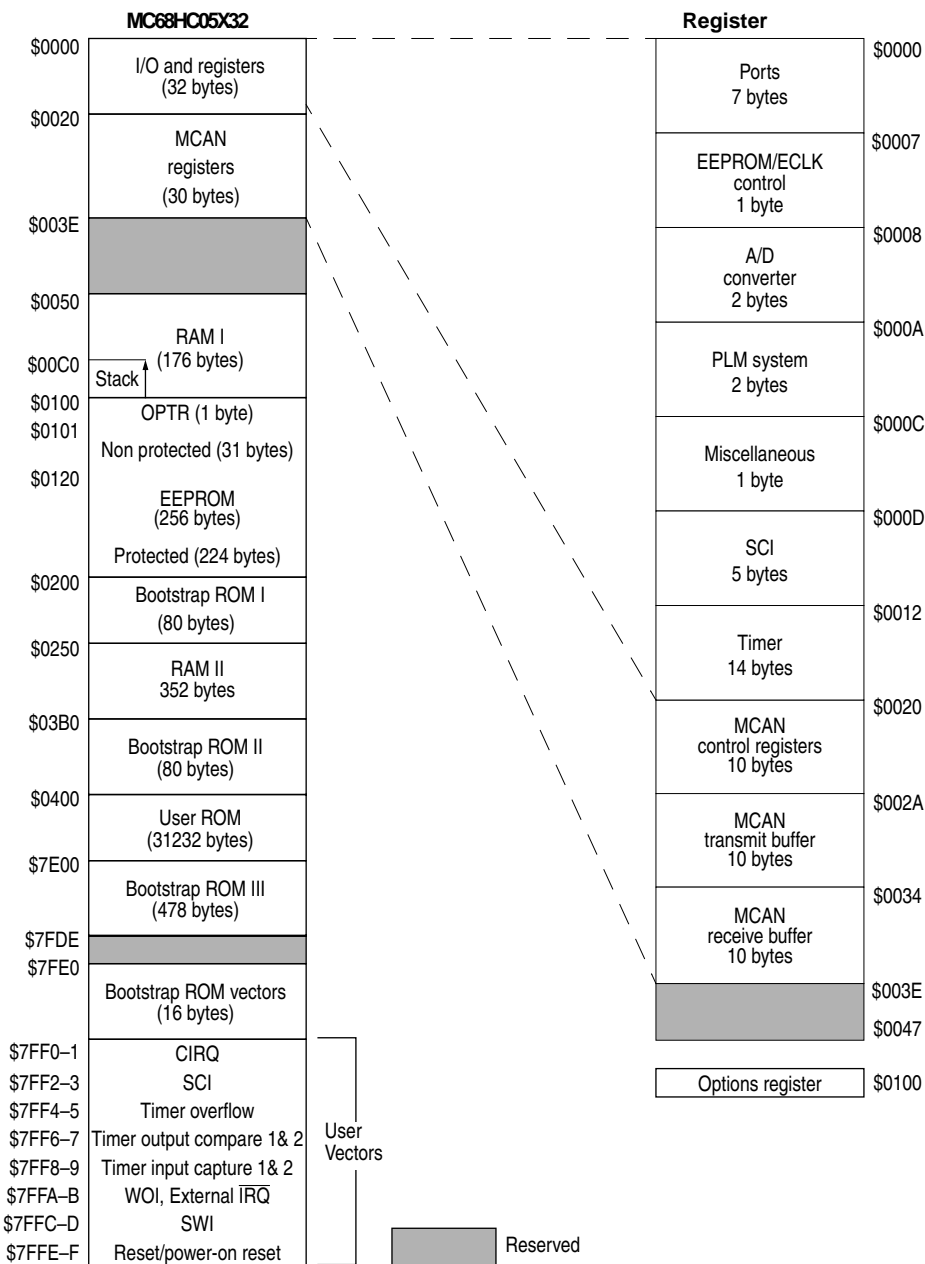 MC68HC05X32
$0000
I/O and registers
(32 bytes)
$0020
MCAN
registers
(30 bytes)
$003E
$0050
RAM I
(176 bytes)
$00C0
Stack
$0100
OPTR (1 byte)
$0101
Non protected (31 bytes)
$0120
EEPROM
(256 bytes)
Protected (224 bytes)
$0200
Bootstrap ROM I
(80 bytes)
$0250
RAM II
352 bytes
$03B0
Bootstrap ROM II
(80 bytes)
$0400
User ROM
(31232 bytes)
$7E00
Bootstrap ROM III
(478 bytes)
$7FDE
$7FE0
Bootstrap ROM vectors
(16 bytes)
$7FF0–1 CIRQ
$7FF2–3 SCI
$7FF4–5 Timer overflow
$7FF6–7 Timer output compare 1& 2
$7FF8–9 Timer input capture 1& 2
$7FFA–B WOI, External IRQ
$7FFC–D SWI
$7FFE–F Reset/power-on reset
User
Vectors
Reserved
Register
$0000
Ports
7 bytes
$0007
EEPROM/ECLK
control
1 byte
$0008
A/D
converter
2 bytes
$000A
PLM system
2 bytes
$000C
Miscellaneous
1 byte
$000D
SCI
5 bytes
$0012
Timer
14 bytes
$0020
MCAN
control registers
10 bytes
$002A
MCAN
transmit buffer
10 bytes
$0034
MCAN
receive buffer
10 bytes
$003E
$0047
Options register $0100